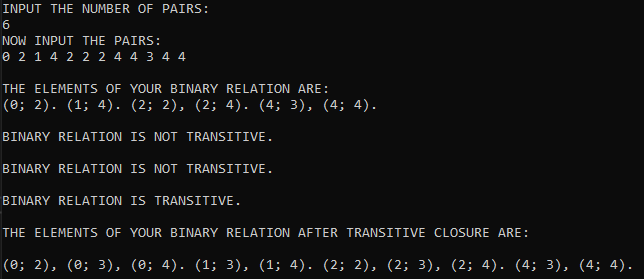 INPUT THE NUMBER OF PAIRS:
6
NOW INPUT THE PAIRS:
0 2 1 4 2 2 2 4 4 3 4 4
THE ELEMENTS OF YOUR BINARY RELATION ARE:
(0; 2). (1; 4). (2; 2), (2; 4). (4; 3), (4; 4).
BINARY RELATION IS NOT TRANSITIVE.
BINARY RELATION IS NOT TRANSITIVE.
BINARY RELATION IS TRANSITIVE.
THE ELEMENTS OF YOUR BINARY RELATION AFTER TRANSITIVE CLOSURE ARE:
(0; 2), (0; 3), (0; 4). (1; 3), (1; 4). (2; 2), (2; 3), (2; 4). (4; 3), (4; 4).